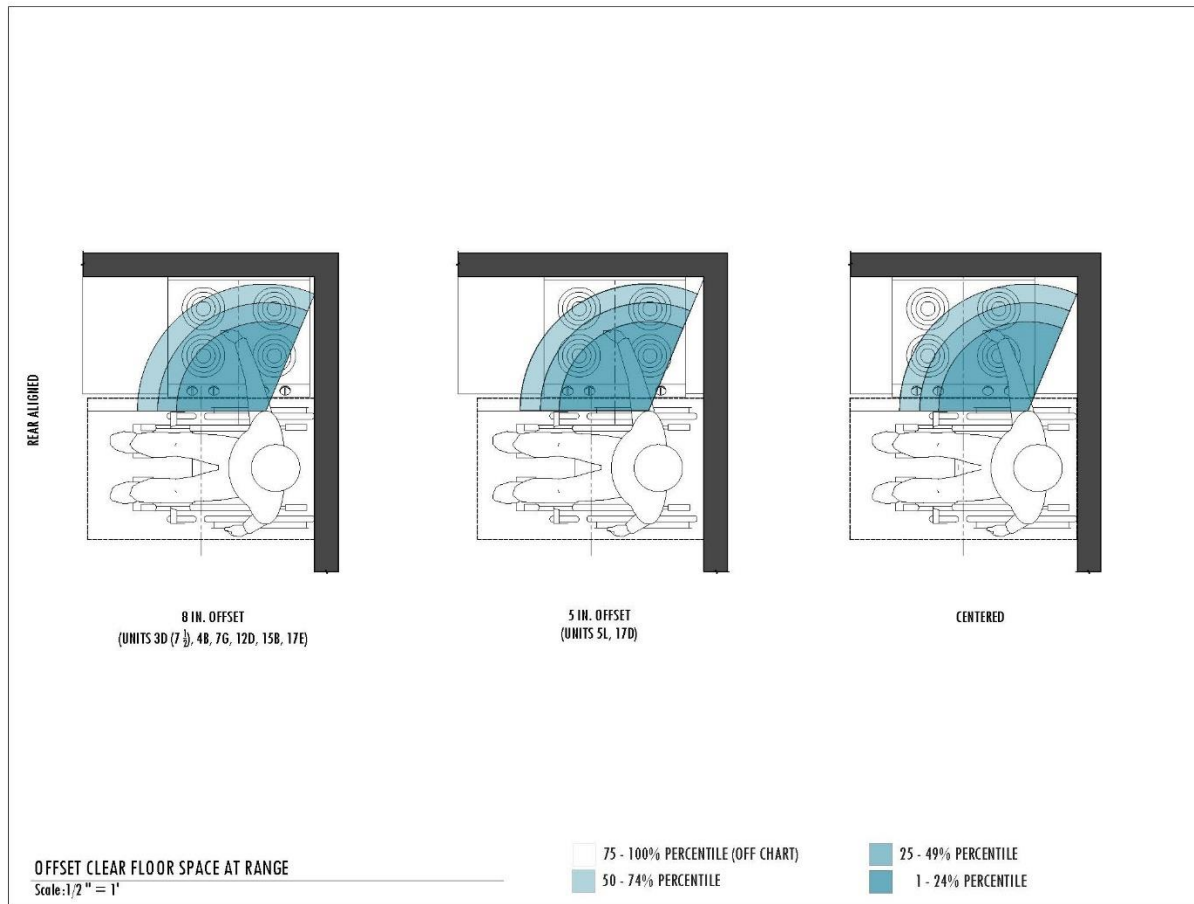 REAR ALIGNED
8 IN. OFFSET
(UNITS 3D (7 1/2), 4B, 7G, 12D, 15B, 17E)
5 IN. OFFSET
(UNITS 5L, 17D)
CENTERED
OFFSET CLEAR FLOOR SPACE AT RANGE
Scale:1/2 " = 1'
75 - 100% PERCENTILE (OFF CHART)
50 - 74% PERCENTILE
25 - 49% PERCENTILE
1 - 24% PERCENTILE